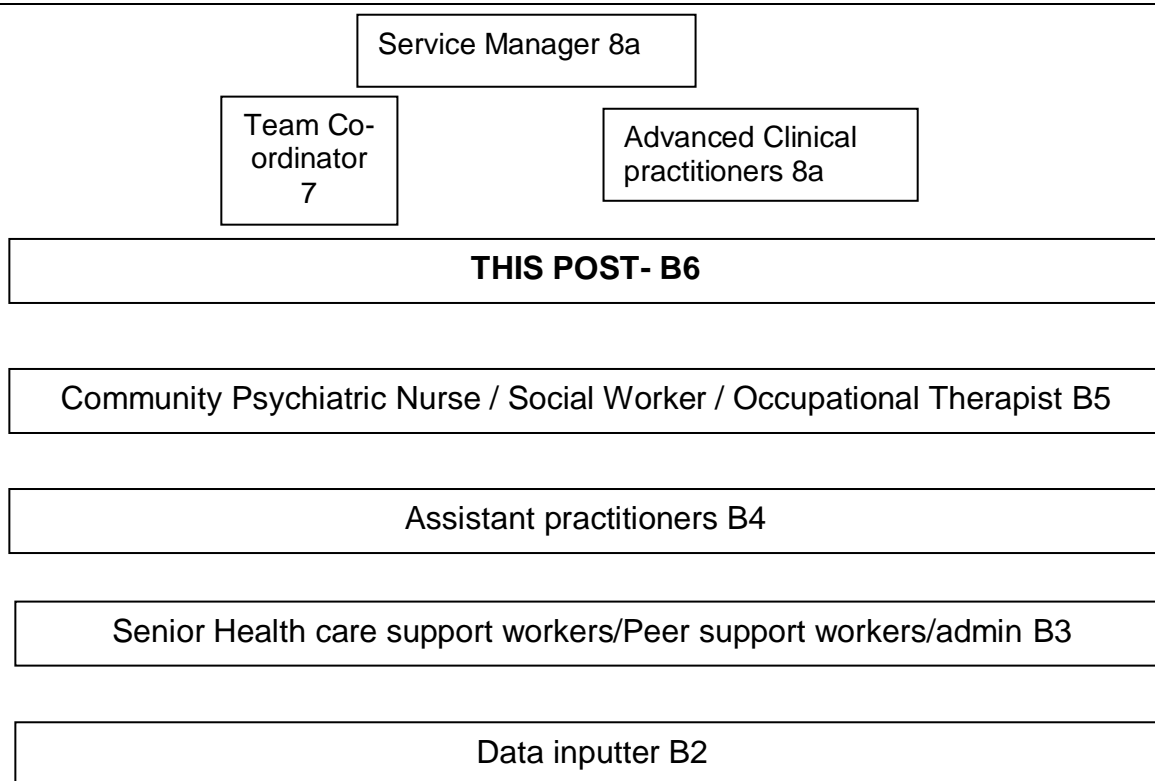 Service Manager 8a
Team Co-
ordinator
7
Advanced Clinical
practitioners 8a
THIS POST- B6
Community Psychiatric Nurse / Social Worker / Occupational Therapist B5
Assistant practitioners B4
Senior Health care support workers/Peer support workers/admin B3
Data inputter B2